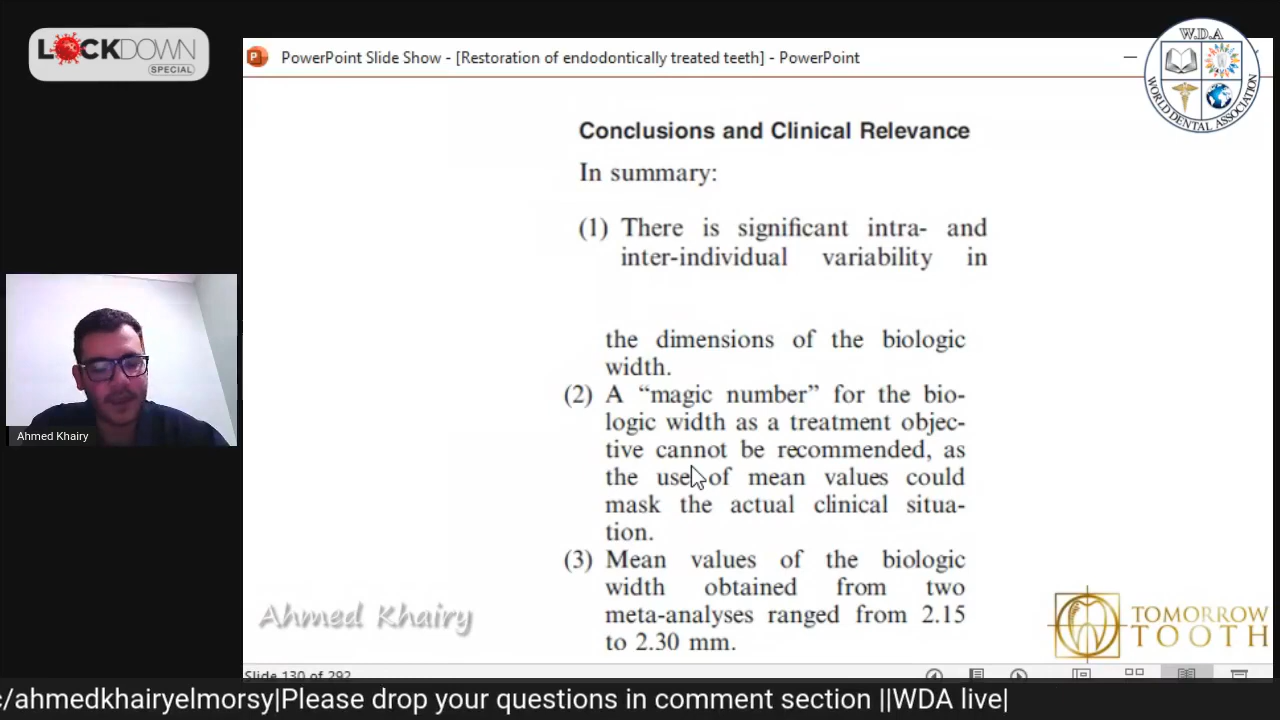 LOCKDOWN
SPECIAL
PowerPoint Slide Show - [Restoration of endodontically treated teeth] - PowerPoint
W.D.A
WORLD DENTAL ASSOCIATION
Conclusions and Clinical Relevance
In summary:
(1) There is significant intra- and
inter-individual variability in
the dimensions of the biologic
width.
(2) A “magic number” for the bio-
logic width as a treatment objec-
tive cannot be recommended, as
the use of mean values could
mask the actual clinical situa-
tion.
(3) Mean values of the biologic
width obtained from two
meta-analyses ranged from 2.15
to 2.30 mm.
Ahmed Khairy
Ahmed Khairy
TOMORROW
TOOTH
Slide 130 of 292
/ahmedkhairyelmorsy|Please drop your questions in comment section ||WDA live|